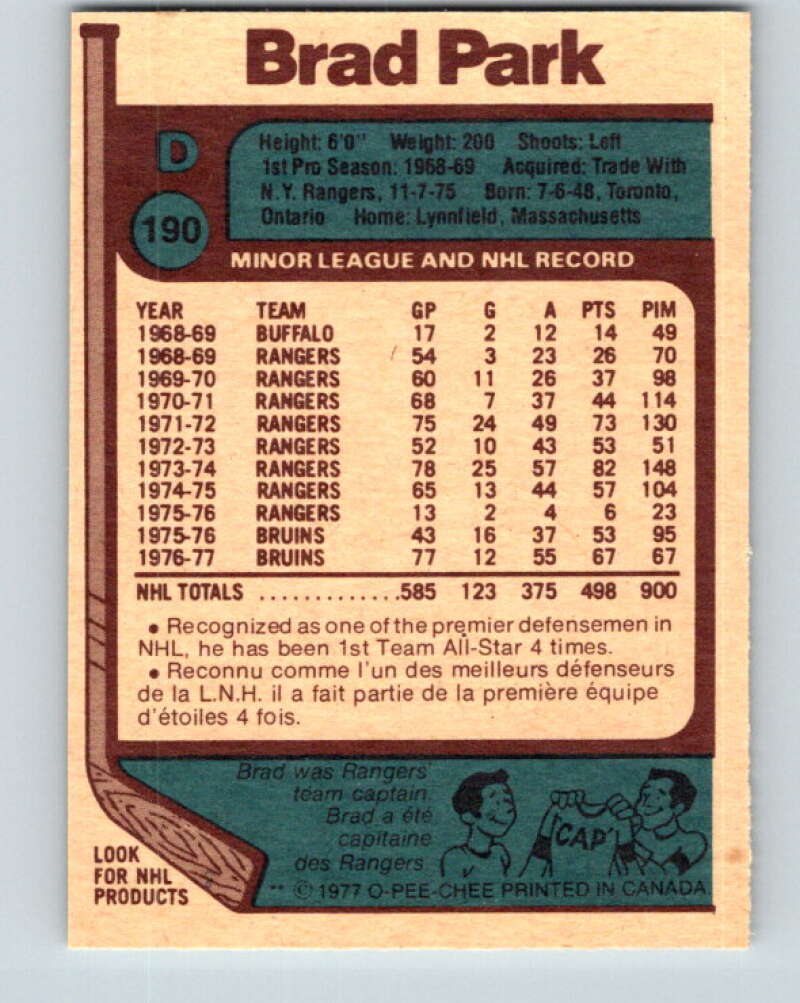 Brad Park
D
190
Height: 6'0" Weight: 200 Shoots: Left
1st Pro Season: 1968-69 Acquired: Trade With
N.Y. Rangers, 11-7-75 Born: 7-6-48, Toronto,
Ontario Home: Lynnfield, Massachusetts
MINOR LEAGUE AND NHL RECORD
YEAR TEAM GP G A PTS PIM
1968-69 BUFFALO 17 2 12 14 49
1968-69 RANGERS 54 3 23 26 70
1969-70 RANGERS 60 11 26 37 98
1970-71 RANGERS 68 7 37 44 114
1971-72 RANGERS 75 24 49 73 130
1972-73 RANGERS 52 10 43 53 51
1973-74 RANGERS 78 25 57 82 148
1974-75 RANGERS 65 13 44 57 104
1975-76 RANGERS 13 2 4 6 23
1975-76 BRUINS 43 16 37 53 95
1976-77 BRUINS 77 12 55 67 67
NHL TOTALS .............585 123 375 498 900
• Recognized as one of the premier defensemen in
NHL, he has been 1st Team All-Star 4 times.
• Reconnu comme l'un des meilleurs défenseurs
de la L.N.H. il a fait partie de la première équipe
d'étoiles 4 fois.
Brad was Rangers'
team captain.
Brad a été
capitaine
des Rangers
CAP'
LOOK
FOR NHL
PRODUCTS
** © 1977 O-PEE-CHEE PRINTED IN CANADA